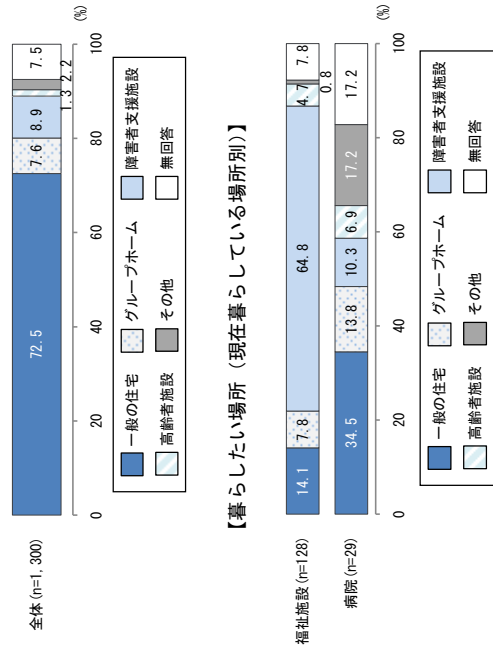 全体(n=1,300)
72.5
7.6
8.9
1.3
2.2
7.5
0
20
40
60
80
100
(%)
一般の住宅
グループホーム
障害者支援施設
高齢者施設
その他
無回答
【暮らしたい場所（現在暮らしている場所別）】
福祉施設(n=128)
14.1
7.8
64.8
4.7
0.8
7.8
病院(n=29)
34.5
13.8
10.3
6.9
17.2
17.2
0
20
40
60
80
100
(%)
一般の住宅
グループホーム
障害者支援施設
高齢者施設
その他
無回答